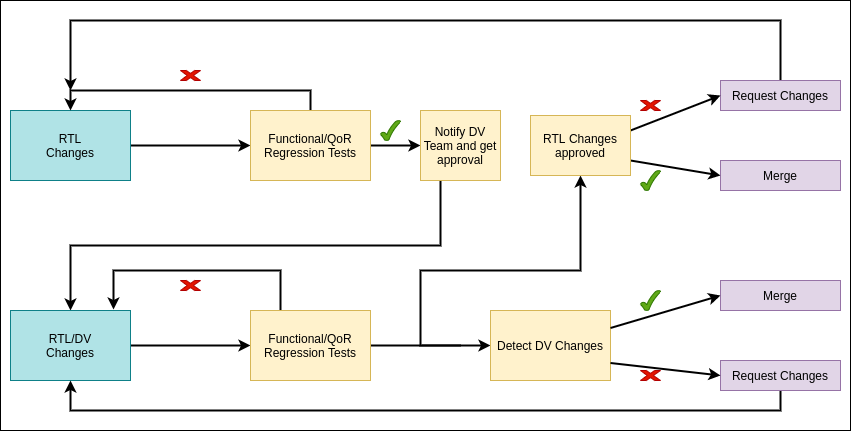 RTL
Changes
Functional/QoR
Regression Tests
Notify DV
Team and get
approval
RTL Changes
approved
Request Changes
Merge
RTL/DV
Changes
Functional/QoR
Regression Tests
Detect DV Changes
Merge
Request Changes